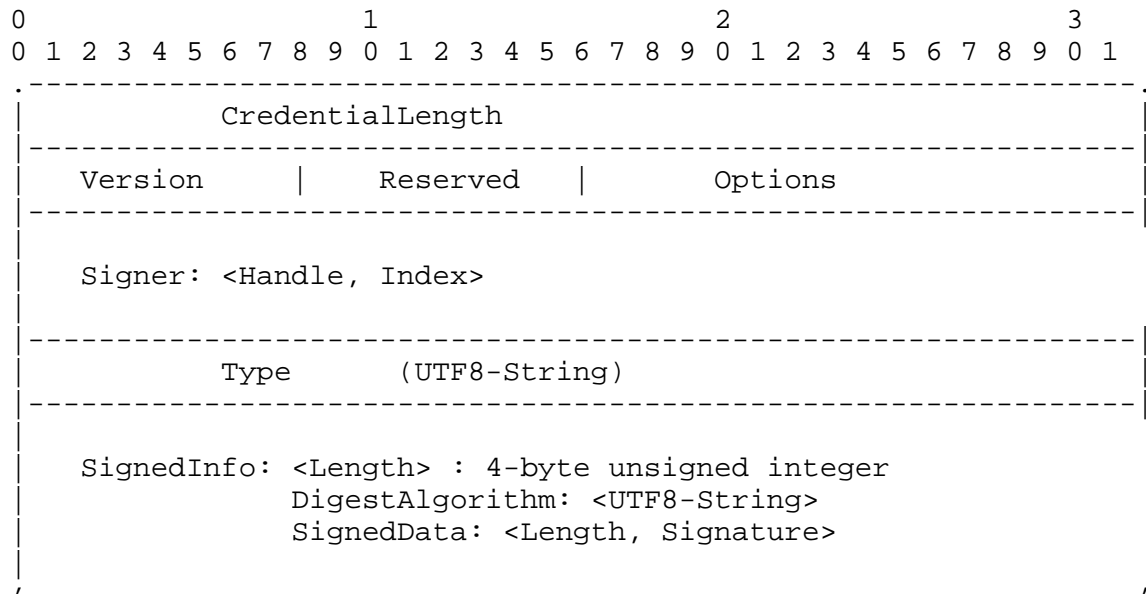 0                   1                   2                   3
0 1 2 3 4 5 6 7 8 9 0 1 2 3 4 5 6 7 8 9 0 1 2 3 4 5 6 7 8 9 0 1
.---------------------------------------------------------------.
|           CredentialLength                                    |
|---------------------------------------------------------------|
|   Version     |    Reserved   |       Options                 |
|---------------------------------------------------------------|
|
|   Signer: <Handle, Index>
|
|---------------------------------------------------------------|
|           Type      (UTF8-String)                             |
|---------------------------------------------------------------|
|
|   SignedInfo: <Length> : 4-byte unsigned integer
|               DigestAlgorithm: <UTF8-String>
|               SignedData: <Length, Signature>
|
'                                                               '